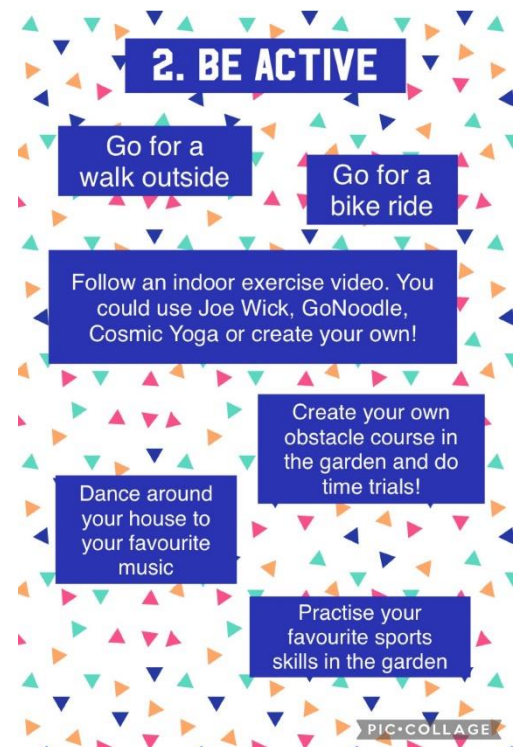 2. BE ACTIVE
Go for a
walk outside
Go for a
bike ride
Follow an indoor exercise video. You
could use Joe Wick, GoNoodle,
Cosmic Yoga or create your own!
Create your own
obstacle course in
the garden and do
time trials!
Dance around
your house to
your favourite
music
Practise your
favourite sports
skills in the garden
PIC•COLLAGE